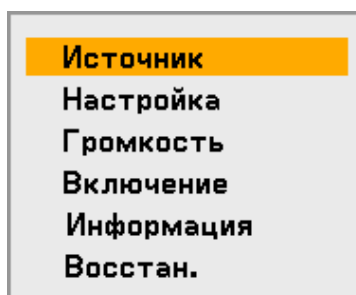 Источник
Настройка
Громкость
Включение
Информация
Восстан.